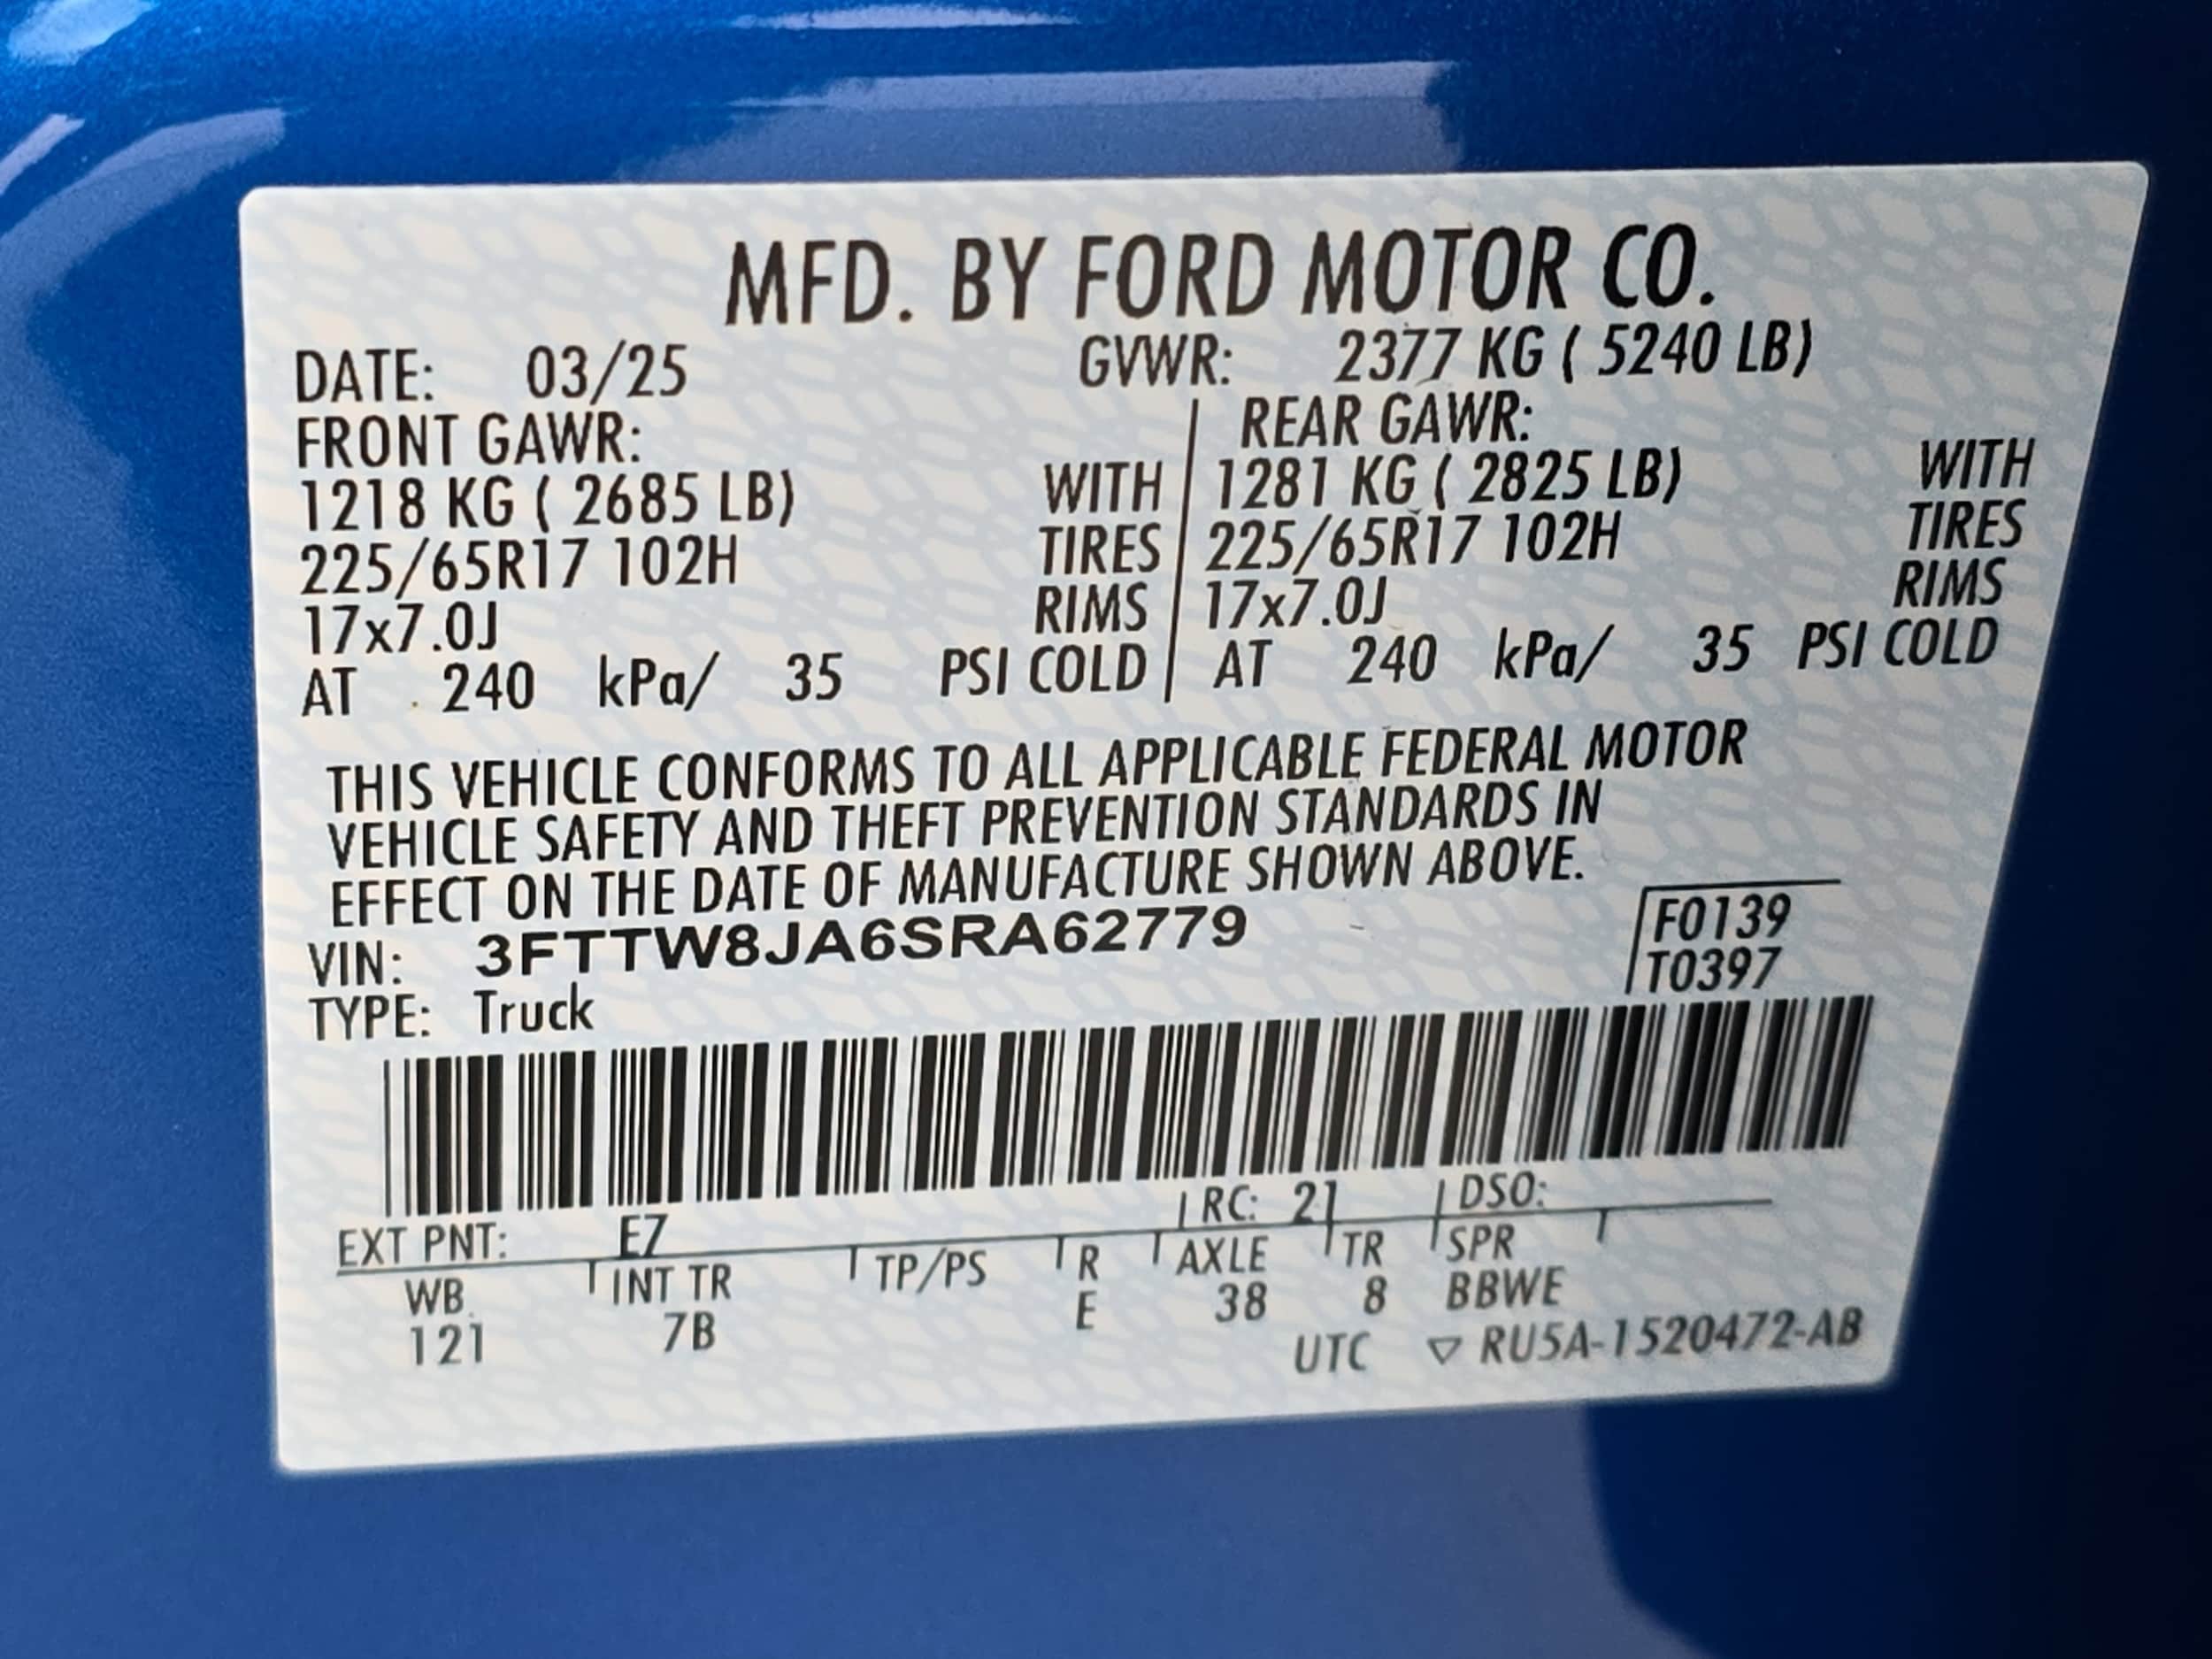 MFD. BY FORD MOTOR CO.
DATE: 03/25 GVWR: 2377 KG ( 5240 LB)
FRONT GAWR: REAR GAWR:
1218 KG ( 2685 LB) WITH 1281 KG ( 2825 LB) WITH
225/65R17 102H TIRES 225/65R17 102H TIRES
17x7.0J RIMS 17x7.0J RIMS
AT 240 kPa/ 35 PSI COLD AT 240 kPa/ 35 PSI COLD
THIS VEHICLE CONFORMS TO ALL APPLICABLE FEDERAL MOTOR
VEHICLE SAFETY AND THEFT PREVENTION STANDARDS IN
EFFECT ON THE DATE OF MANUFACTURE SHOWN ABOVE.
VIN: 3FTTW8JA6SRA62779 F0139
TYPE: Truck T0397
EXT PNT: E7 RC: 21 DSO:
WB INT TR TP/PS R AXLE TR SPR
121 7B E 38 8 BBWE
UTC ▽ RU5A-1520472-AB